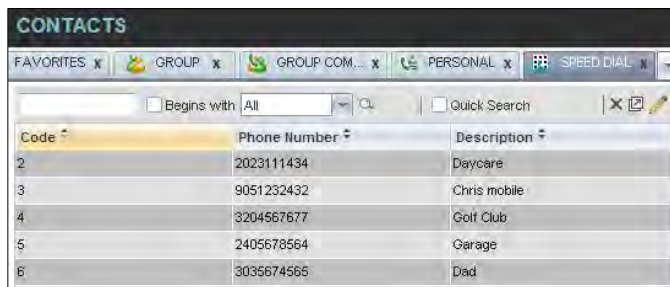 CONTACTS
FAVORITES x GROUP x GROUP COM... x PERSONAL x SPEED DIAL x
Begins with All Quick Search
Code Phone Number Description
2 2023111434 Daycare
3 9051232432 Chris mobile
4 3204567677 Golf Club
5 2405678564 Garage
6 3035674565 Dad